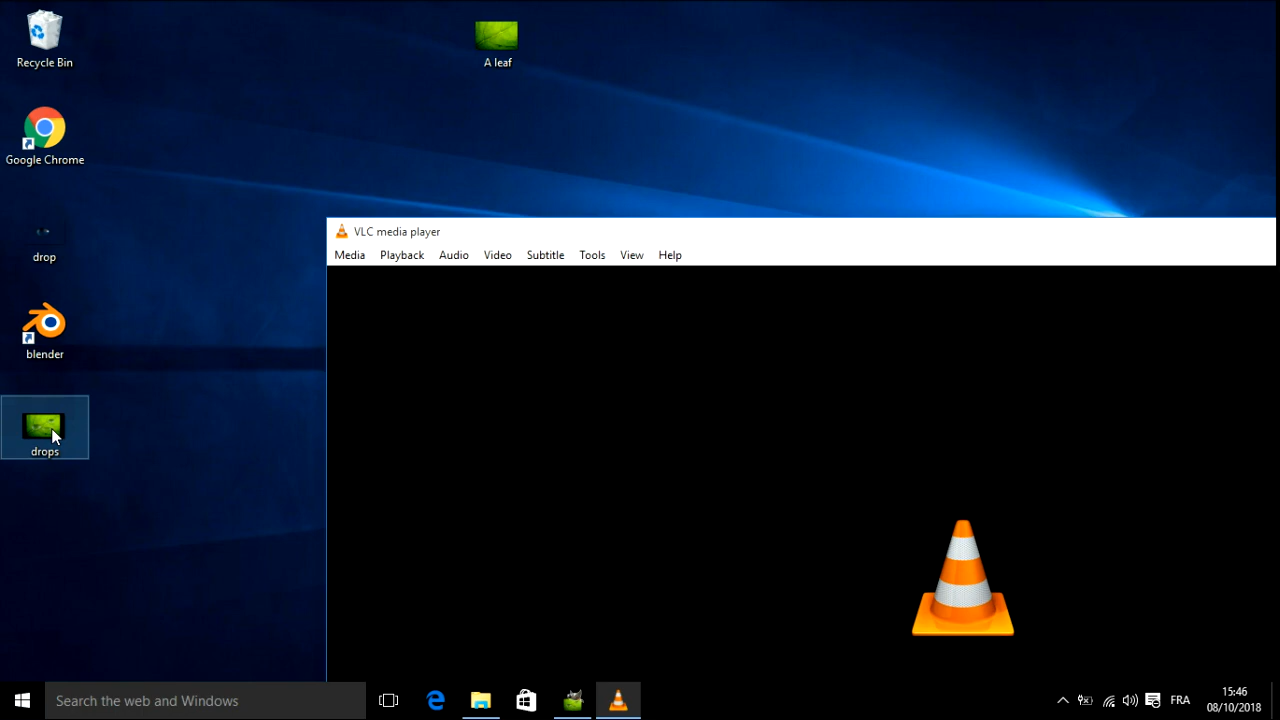 Recycle Bin
A leaf
Google Chrome
drop
blender
drops
VLC media player
Media Playback Audio Video Subtitle Tools View Help
Search the web and Windows
FRA
15:46
08/10/2018